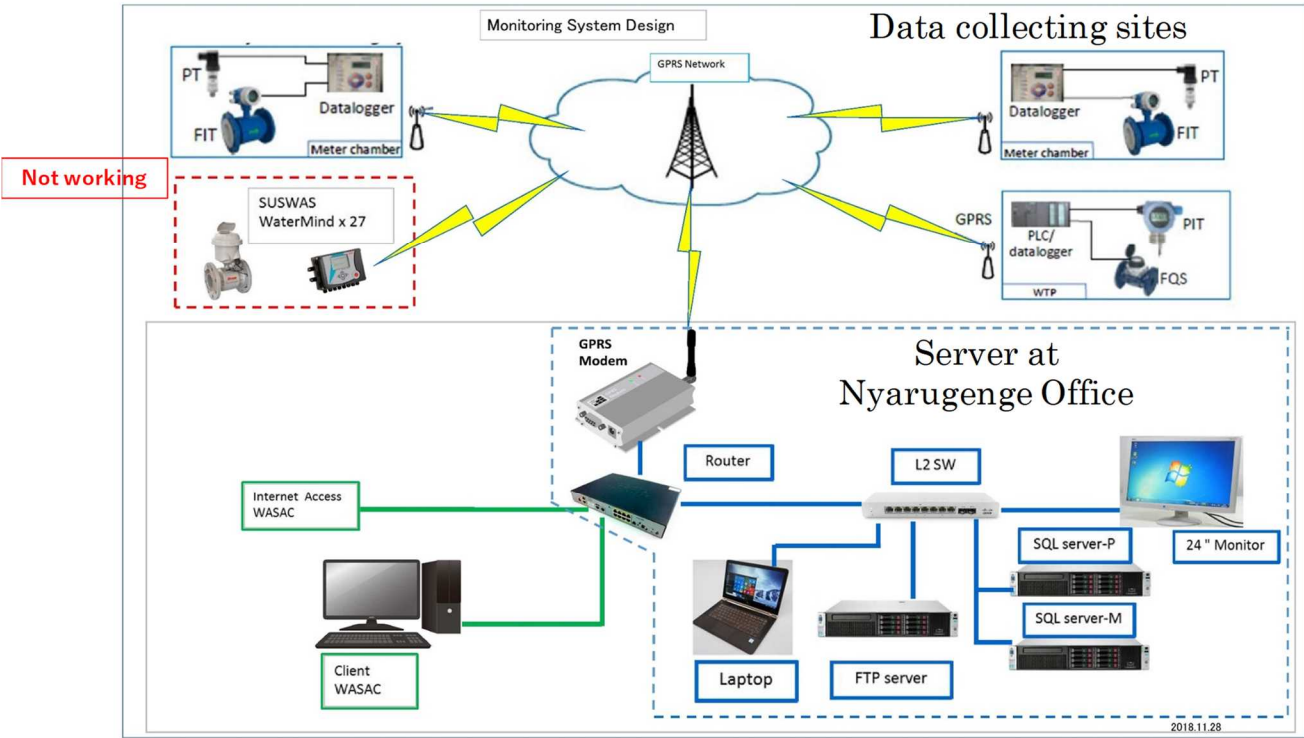 Monitoring System Design
Data collecting sites
PT
Datalogger
FIT
Meter chamber
GPRS Network
PT
Datalogger
FIT
Meter chamber
Not working
SUSWAS
WaterMind x 27
GPRS
PLC/
datalogger
PIT
FQS
WTP
GPRS
Modem
Server at
Nyarugenge Office
Router
L2 SW
Internet Access
WASAC
SQL server-P
24 " Monitor
SQL server-M
Client
WASAC
Laptop
FTP server
2018.11.28